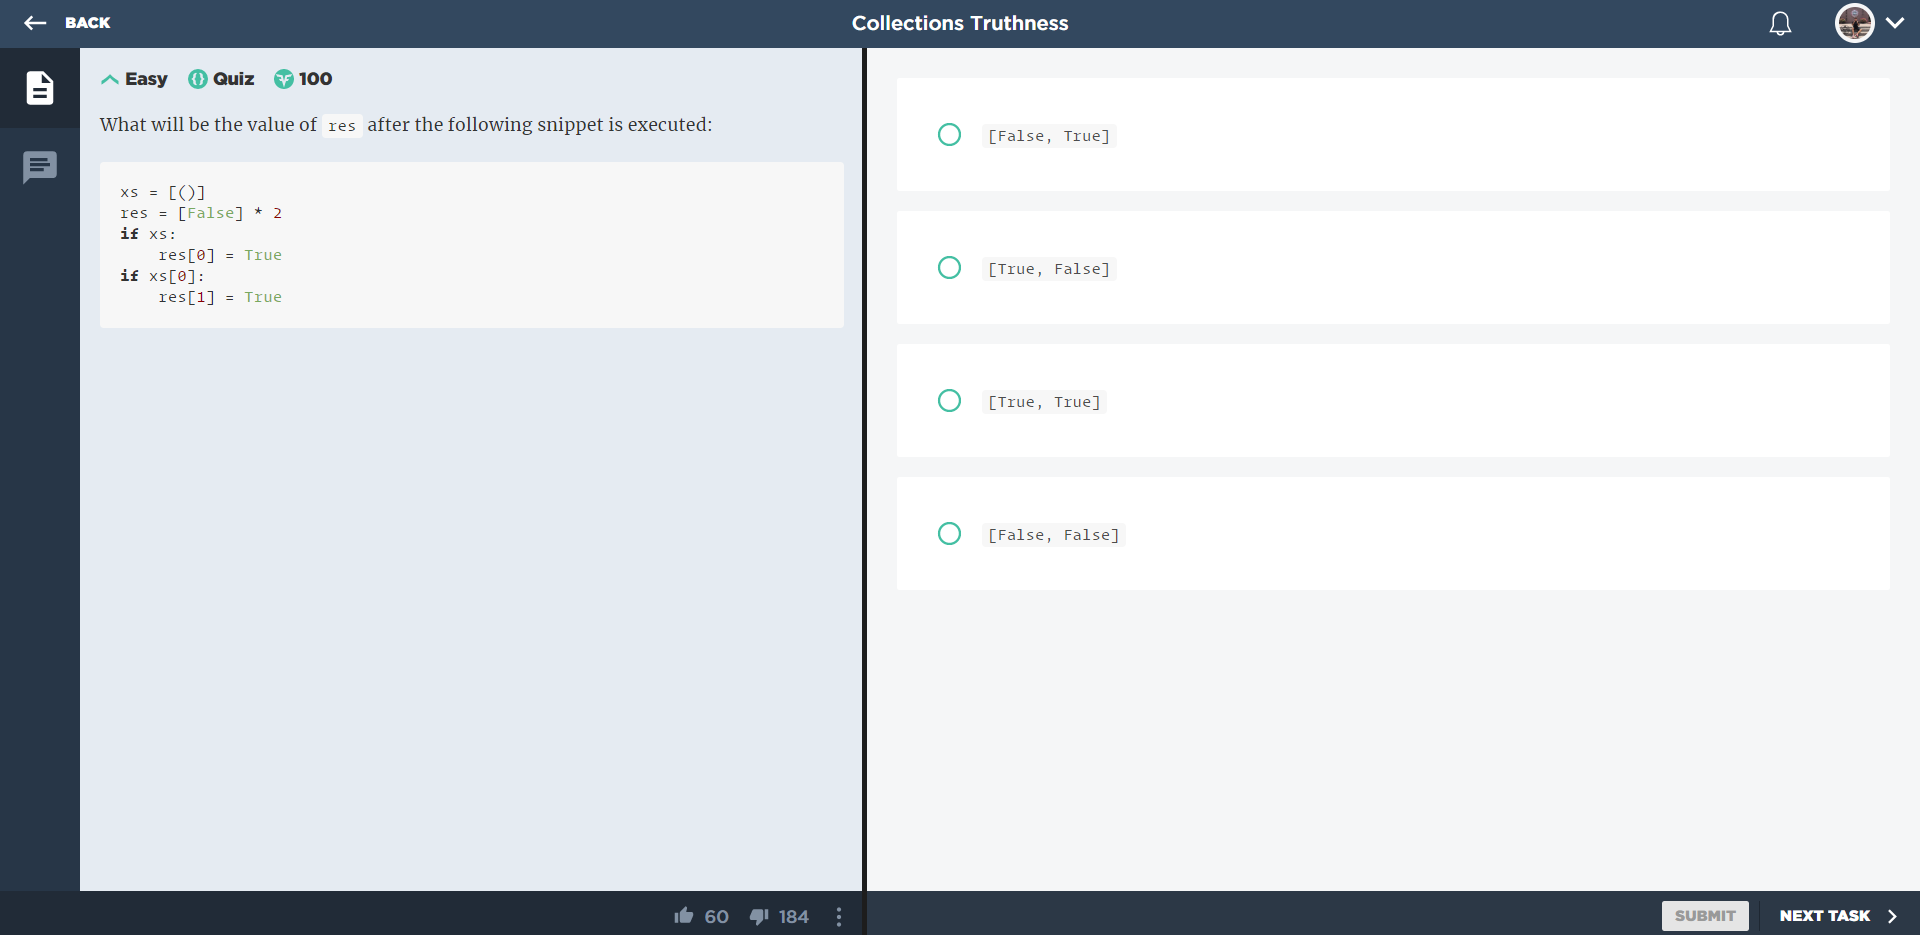 BACK
Collections Truthness
Easy Quiz 100
What will be the value of res after the following snippet is executed:
xs = [()]
res = [False] * 2
if xs:
    res[0] = True
if xs[0]:
    res[1] = True
[False, True]
[True, False]
[True, True]
[False, False]
60 184
SUBMIT
NEXT TASK